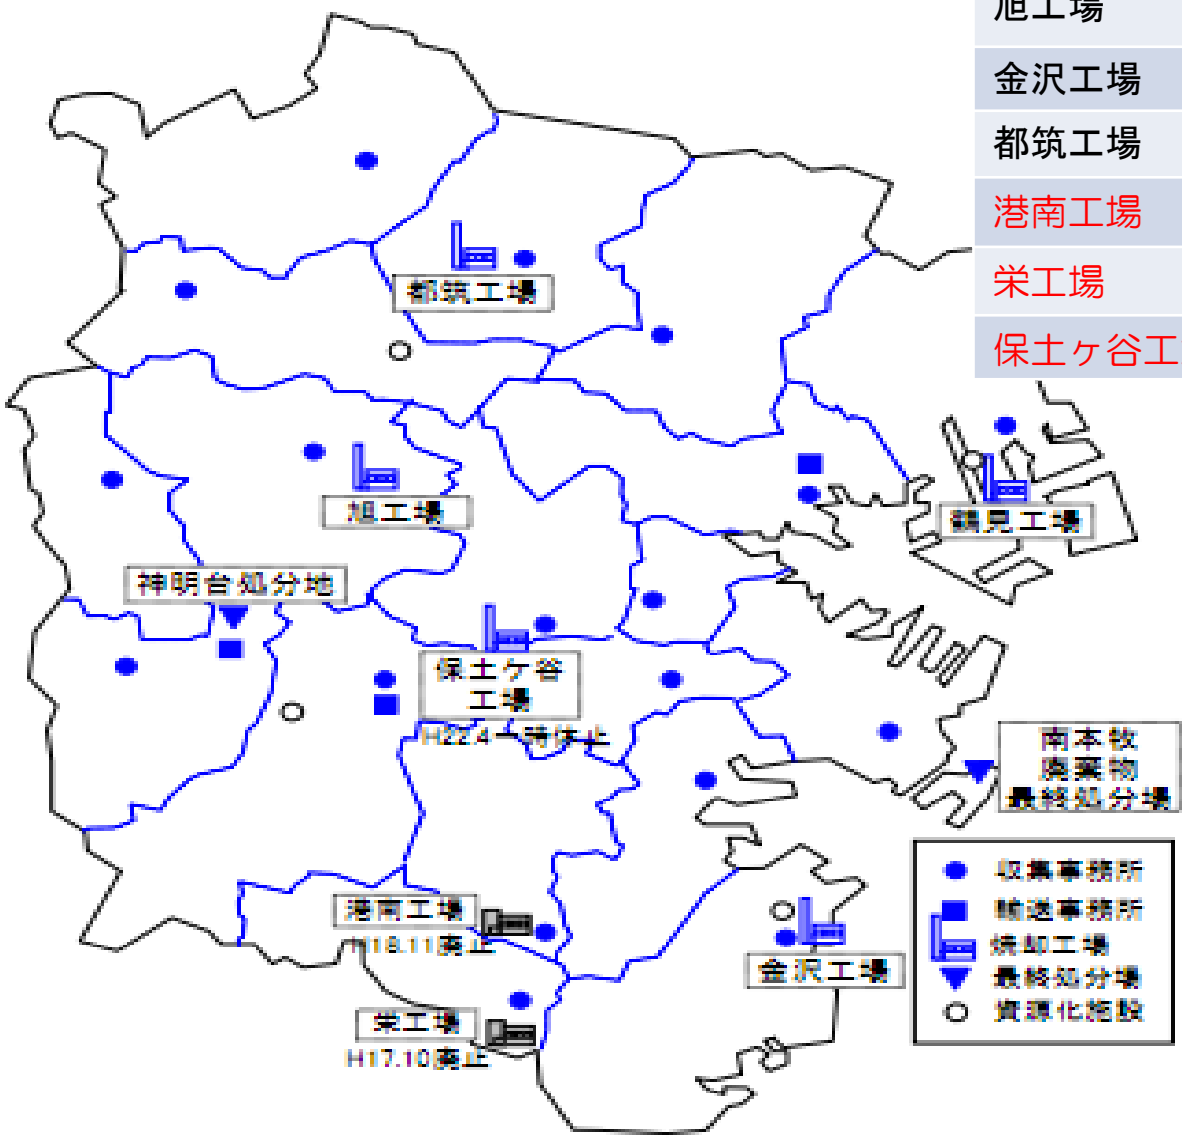 旭工場
金沢工場
都筑工場
港南工場
栄工場
保土ヶ谷工
都筑工場
旭工場
鶴見工場
神明台処分地
保土ケ谷
工場
H22.4一時休止
南本牧
廃棄物
最終処分場
港南工場
H18.11廃止
金沢工場
栄工場
H17.10廃止
収集事務所
輸送事務所
焼却工場
最終処分場
資源化施設